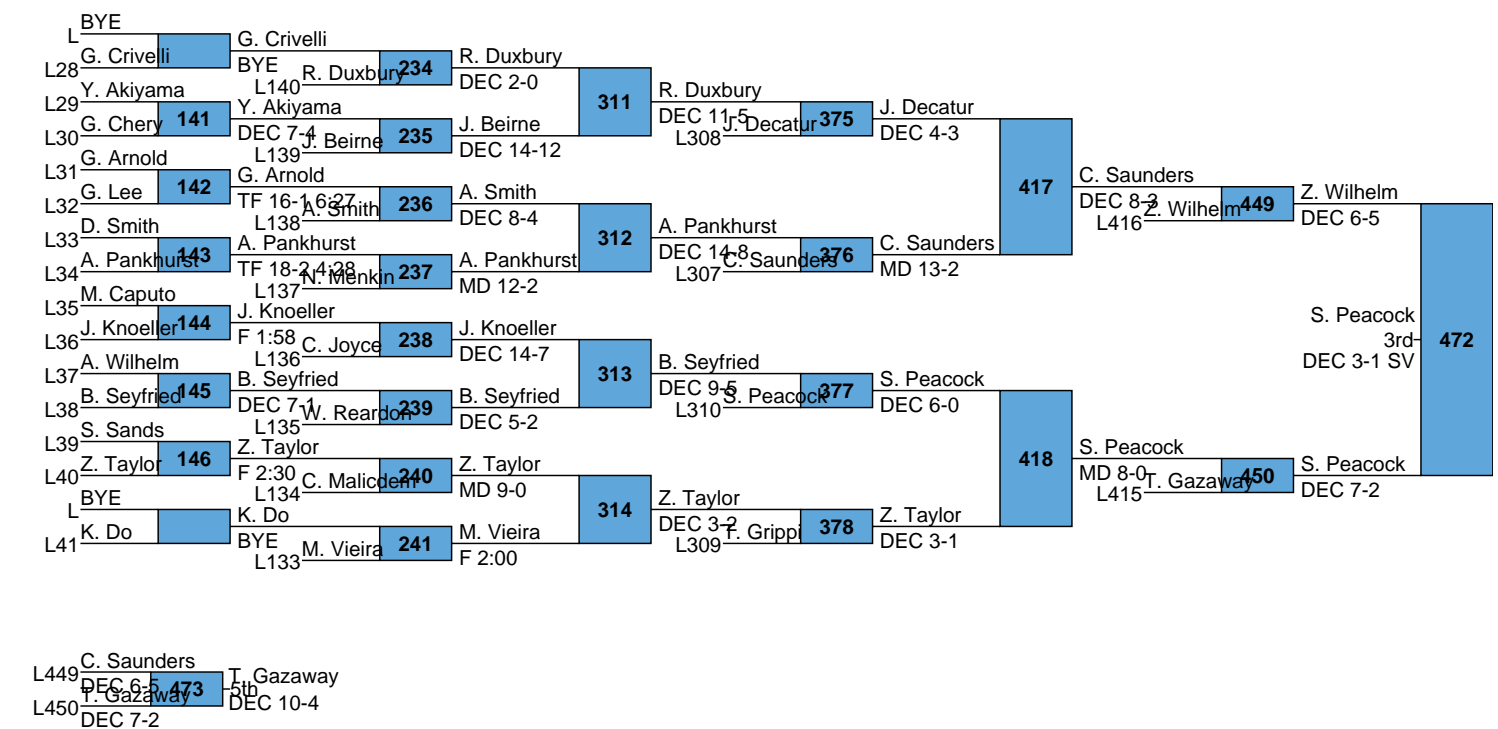 BYE
L
G. Crivelli
L28
G. Crivelli
BYE
R. Duxbury
L140
234
R. Duxbury
DEC 2-0
Y. Akiyama
L29
G. Chery
L30
141
Y. Akiyama
DEC 7-4
J. Beirne
L139
235
J. Beirne
DEC 14-12
311
R. Duxbury
DEC 11-5
J. Decatur
L308
375
J. Decatur
DEC 4-3
G. Arnold
L31
G. Lee
L32
142
G. Arnold
TF 16-1 6:27
A. Smith
L138
236
A. Smith
DEC 8-4
D. Smith
L33
A. Pankhurst
L34
143
A. Pankhurst
TF 18-2 4:28
N. Menkin
L137
237
A. Pankhurst
MD 12-2
312
A. Pankhurst
DEC 14-8
C. Saunders
L307
376
C. Saunders
MD 13-2
417
C. Saunders
DEC 8-3
Z. Wilhelm
L416
449
Z. Wilhelm
DEC 6-5
M. Caputo
L35
J. Knoeller
L36
144
J. Knoeller
F 1:58
C. Joyce
L136
238
J. Knoeller
DEC 14-7
A. Wilhelm
L37
B. Seyfried
L38
145
B. Seyfried
DEC 7-1
W. Reardon
L135
239
B. Seyfried
DEC 5-2
313
B. Seyfried
DEC 9-5
S. Peacock
L310
377
S. Peacock
DEC 6-0
S. Sands
L39
Z. Taylor
L40
146
Z. Taylor
F 2:30
C. Malicdem
L134
240
Z. Taylor
MD 9-0
BYE
L
K. Do
L41
K. Do
BYE
M. Vieira
L133
241
M. Vieira
F 2:00
314
Z. Taylor
DEC 3-2
T. Grippi
L309
378
Z. Taylor
DEC 3-1
418
S. Peacock
MD 8-0
T. Gazaway
L415
450
S. Peacock
DEC 7-2
S. Peacock
3rd
DEC 3-1 SV
472
C. Saunders
L449
DEC 6-5
T. Gazaway
L450
DEC 7-2
473
T. Gazaway
5th
DEC 10-4